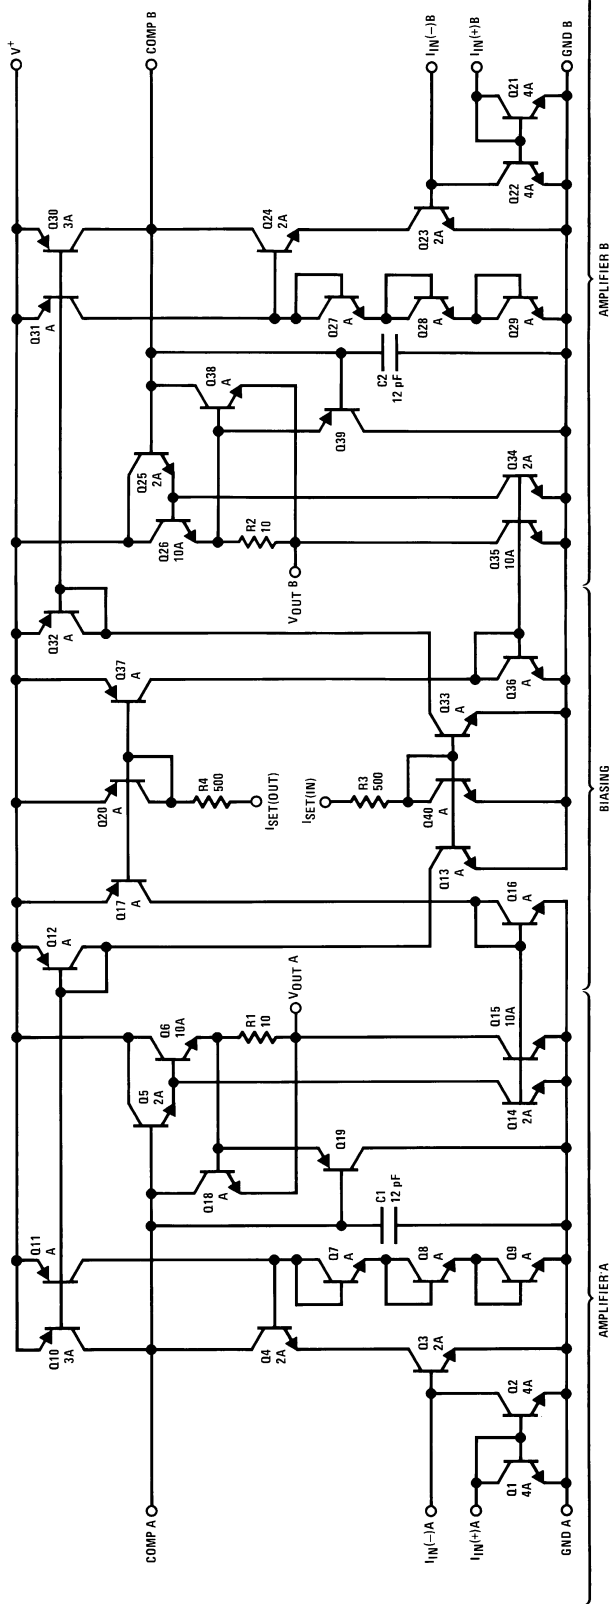 V+
COMP A
COMP B
IIN(−)A
IIN(+)A
GND A
IIN(−)B
IIN(+)B
GND B
Q10
3A
Q11
A
Q12
A
Q17
A
Q20
A
Q37
A
Q32
A
Q31
A
Q30
3A
Q5
2A
Q6
10A
R1
10
VOUT A
Q18
A
Q19
C1
12 pF
Q4
2A
Q7
A
Q8
A
Q9
A
Q3
2A
Q2
4A
Q1
4A
Q14
2A
Q15
10A
Q16
A
R4
500
ISET(OUT)
ISET(IN)
R3
500
Q13
A
Q40
A
Q33
A
Q36
A
Q26
10A
Q25
2A
R2
10
VOUT B
Q38
A
Q39
C2
12 pF
Q35
10A
Q34
2A
Q24
2A
Q27
A
Q28
A
Q29
A
Q23
2A
Q22
4A
Q21
4A
AMPLIFIER A
BIASING
AMPLIFIER B